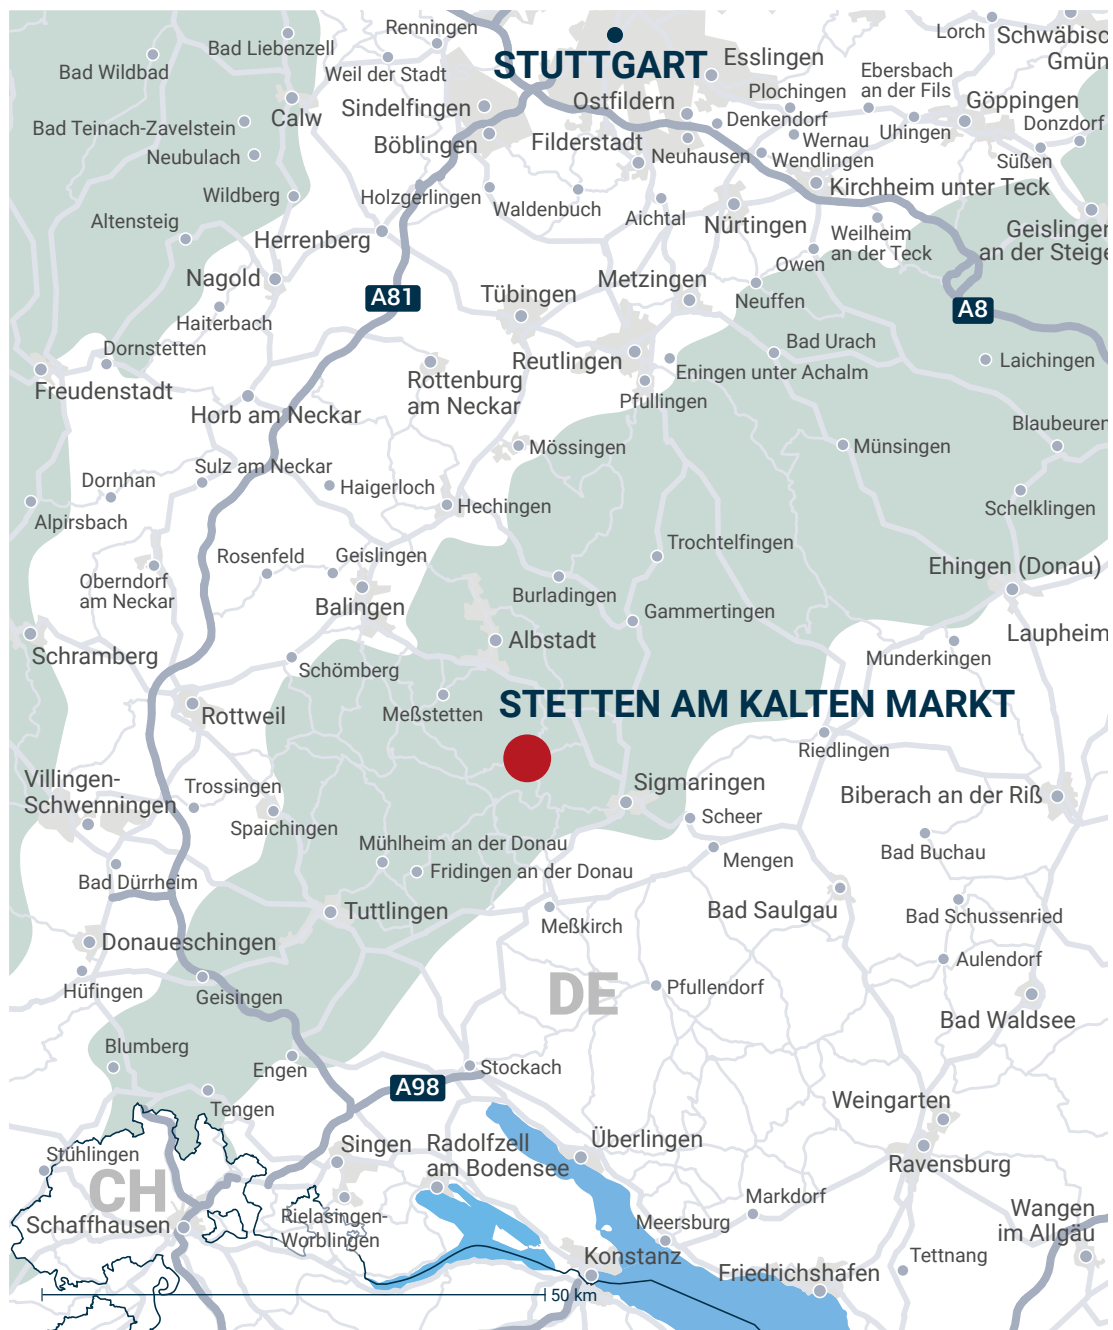 Renningen
Lorch
Schwäbisc
Gmün
Bad Liebenzell
Bad Wildbad
Weil der Stadt
STUTTGART
Esslingen
Ebersbach
an der Fils
Plochingen
Göppingen
Sindelfingen
Ostfildern
Calw
Denkendorf
Donzdorf
Bad Teinach-Zavelstein
Böblingen
Filderstadt
Wernau
Uhingen
Neubulach
Neuhausen
Wendlingen
Süßen
Wildberg
Holzgerlingen
Waldenbuch
Kirchheim unter Teck
Altensteig
Aichtal
Nürtingen
Herrenberg
Weilheim
an der Teck
Geislingen
an der Steige
Owen
Nagold
Metzingen
A81
Tübingen
Neuffen
A8
Haiterbach
Dornstetten
Bad Urach
Reutlingen
Laichingen
Eningen unter Achalm
Freudenstadt
Rottenburg
am Neckar
Pfullingen
Horb am Neckar
Blaubeuren
Mössingen
Münsingen
Sulz am Neckar
Dornhan
Haigerloch
Hechingen
Schelklingen
Alpirsbach
Trochtelfingen
Rosenfeld
Geislingen
Ehingen (Donau)
Oberndorf
am Neckar
Burladingen
Balingen
Gammertingen
Laupheim
Albstadt
Schramberg
Munderkingen
Schömberg
STETTEN AM KALTEN MARKT
Meßstetten
Rottweil
Riedlingen
Villingen-
Schwenningen
Trossingen
Sigmaringen
Biberach an der Riß
Scheer
Spaichingen
Mühlheim an der Donau
Bad Buchau
Mengen
Fridingen an der Donau
Bad Dürrheim
Tuttlingen
Bad Saulgau
Meßkirch
Bad Schussenried
Donaueschingen
Aulendorf
Hüfingen
Geisingen
DE
Pfullendorf
Bad Waldsee
Blumberg
Engen
Stockach
A98
Tengen
Weingarten
Singen
Radolfzell
am Bodensee
Überlingen
Stühlingen
Ravensburg
CH
Markdorf
Schaffhausen
Rielasingen-
Worblingen
Meersburg
Wangen
im Allgäu
Konstanz
Tettnang
Friedrichshafen
50 km